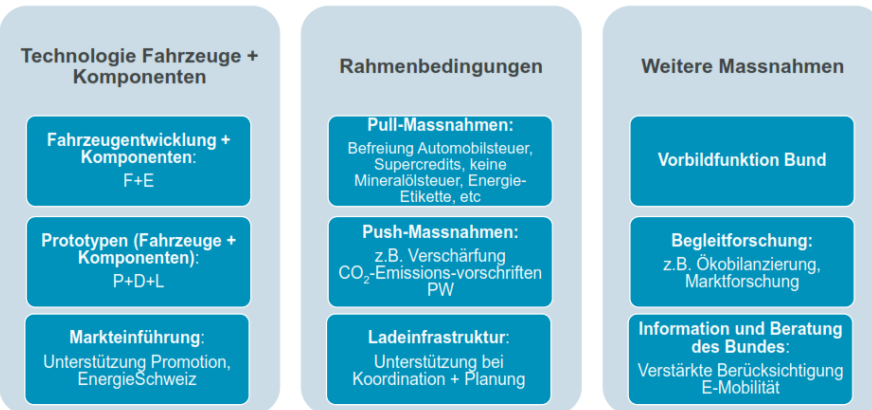 Technologie Fahrzeuge +
Komponenten
Fahrzeugentwicklung +
Komponenten:
F+E
Prototypen (Fahrzeuge +
Komponenten):
P+D+L
Markteinführung:
Unterstützung Promotion,
EnergieSchweiz
Rahmenbedingungen
Pull-Massnahmen:
Befreiung Automobilsteuer,
Supercredits, keine
Mineralölsteuer, Energie-
Etikette, etc
Push-Massnahmen:
z.B. Verschärfung
CO₂-Emissions-vorschriften
PW
Ladeinfrastruktur:
Unterstützung bei
Koordination + Planung
Weitere Massnahmen
Vorbildfunktion Bund
Begleitforschung:
z.B. Ökobilanzierung,
Marktforschung
Information und Beratung
des Bundes:
Verstärkte Berücksichtigung
E-Mobilität